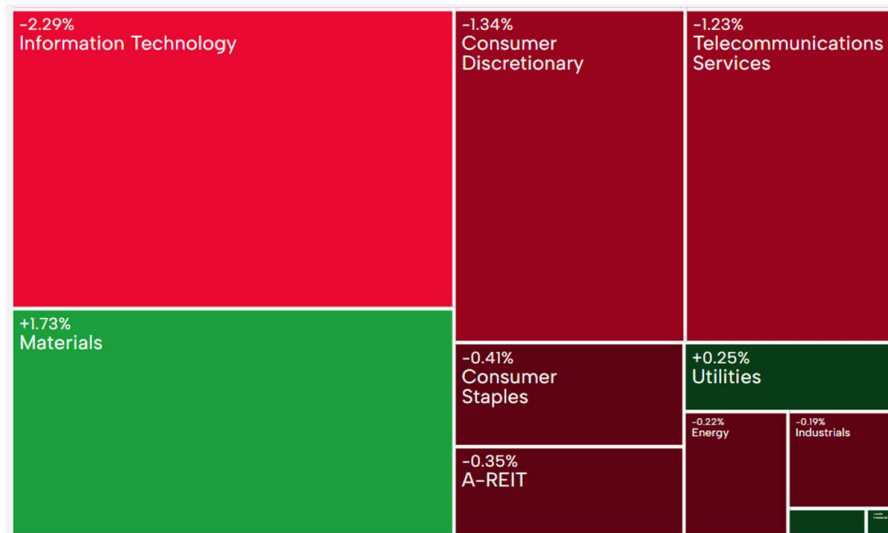 -2.29%
Information Technology
-1.34%
Consumer
Discretionary
-1.23%
Telecommunications
Services
+1.73%
Materials
-0.41%
Consumer
Staples
+0.25%
Utilities
-0.22%
Energy
-0.19%
Industrials
-0.35%
A-REIT